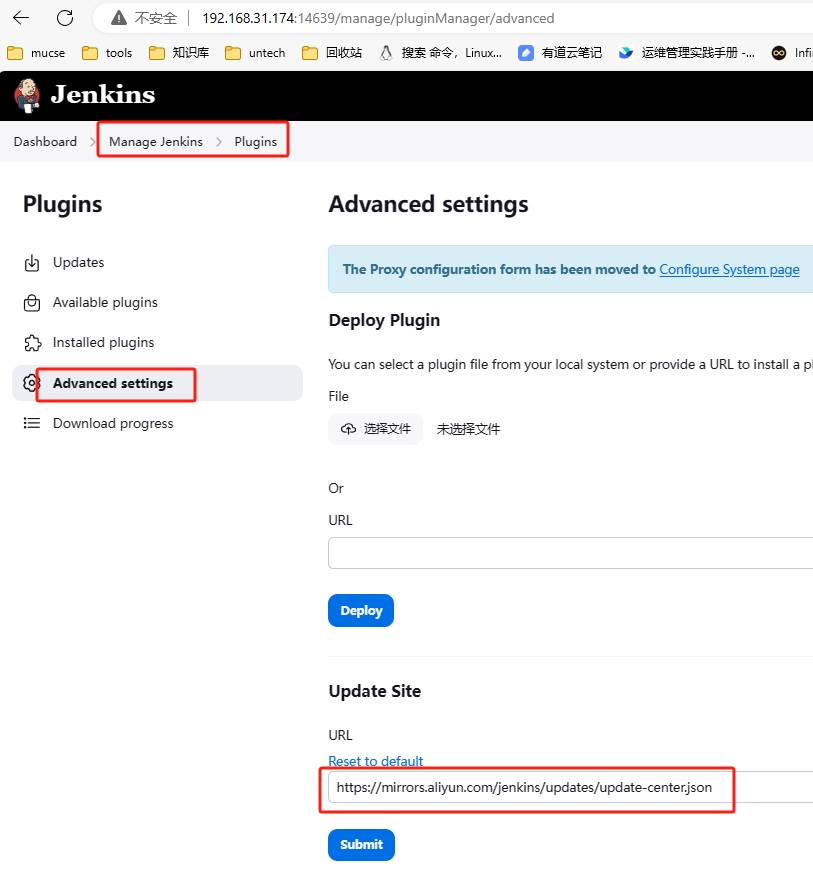 不安全 192.168.31.174:14639/manage/pluginManager/advanced
mucse tools 知识库 untech 回收站 搜索 命令，Linux... 有道云笔记 运维管理实践手册 -... Infi
Jenkins
Dashboard > Manage Jenkins > Plugins
Plugins
Updates
Available plugins
Installed plugins
Advanced settings
Download progress
Advanced settings
The Proxy configuration form has been moved to Configure System page
Deploy Plugin
You can select a plugin file from your local system or provide a URL to install a pl
File
选择文件 未选择文件
Or
URL
Deploy
Update Site
URL
Reset to default
https://mirrors.aliyun.com/jenkins/updates/update-center.json
Submit